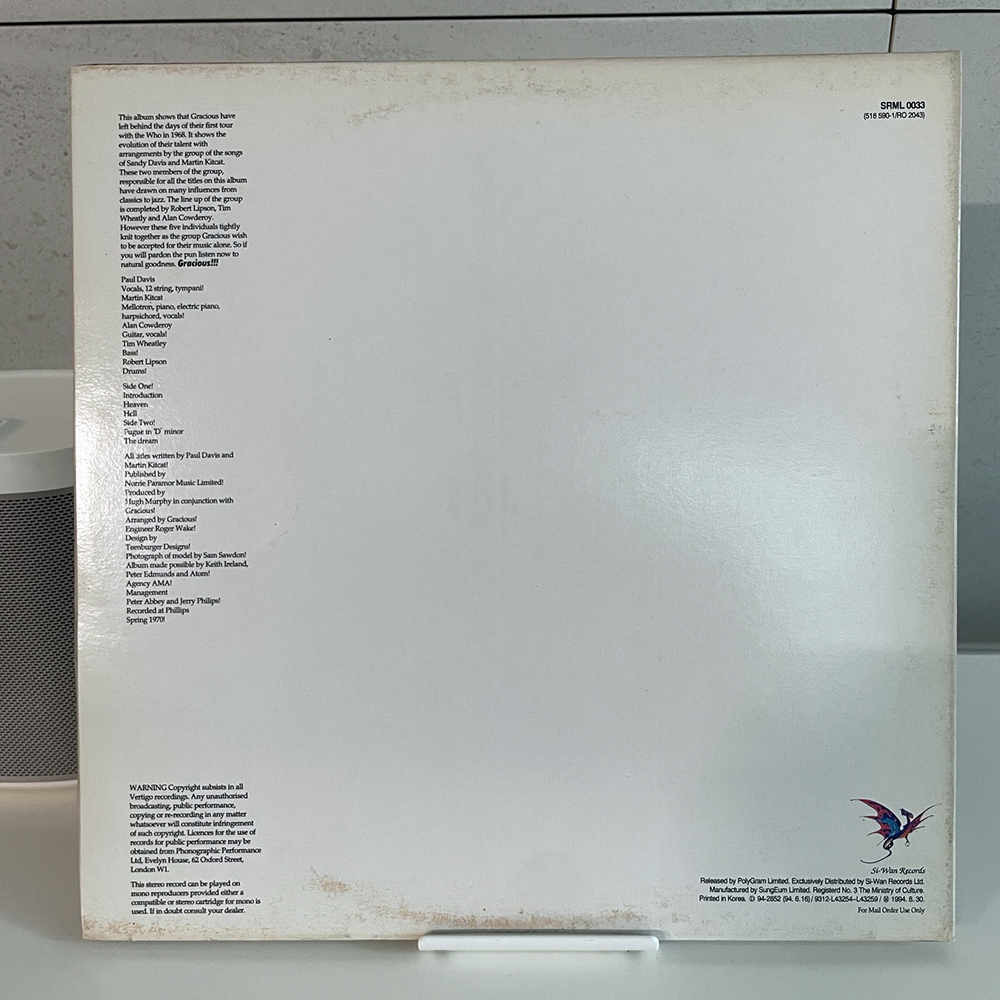 This album shows that Gracious have
left behind the days of their first tour
with the Who in 1968. It shows the
evolution of their talent with
arrangements by the group of the songs
of Sandy Davis and Martin Kitcat.
These two members of the group,
responsible for all the titles on this album
have drawn on many influences from
classics to jazz. The line up of the group
is completed by Robert Lipson, Tim
Wheatly and Alan Cowderoy.
However these five individuals tightly
knit together as the group Gracious wish
to be accepted for their music alone. So if
you will pardon the pun listen now to
natural goodness. Gracious!!!
Paul Davis
Vocals, 12 string, tympani!
Martin Kitcat
Mellotron, piano, electric piano,
harpsichord, vocals!
Alan Cowderoy
Guitar, vocals!
Tim Wheatley
Bass!
Robert Lipson
Drums!
Side One!
Introduction
Heaven
Hell
Side Two!
Fugue in 'D' minor
The dream
All titles written by Paul Davis and
Martin Kitcat!
Published by
Norrie Paramor Music Limited!
Produced by
Hugh Murphy in conjunction with
Gracious!
Arranged by Gracious!
Engineer Roger Wake!
Design by
Teenburger Designs!
Photograph of model by Sam Sawdon!
Album made possible by Keith Ireland,
Peter Edmunds and Atom!
Agency AMA!
Management
Peter Abbey and Jerry Philips!
Recorded at Phillips
Spring 1970!
WARNING Copyright subsists in all
Vertigo recordings. Any unauthorised
broadcasting, public performance,
copying or re-recording in any matter
whatsoever will constitute infringement
of such copyright. Licences for the use of
records for public performance may be
obtained from Phonographic Performance
Ltd, Evelyn House, 62 Oxford Street,
London W1.
This stereo record can be played on
mono reproducers provided either a
compatible or stereo cartridge for mono is
used. If in doubt consult your dealer.
SRML 0033
(518 590-1/RO 2043)
Si-Wan Records
Released by PolyGram Limited. Exclusively Distributed by Si-Wan Records Ltd.
Manufactured by SungEum Limited. Registerd No. 3 The Ministry of Culture.
Printed in Korea. Ⓟ 94-2852 (94. 6.16) / 9312-L43254~L43259 / ⓦ 1994. 8. 30.
For Mail Order Use Only